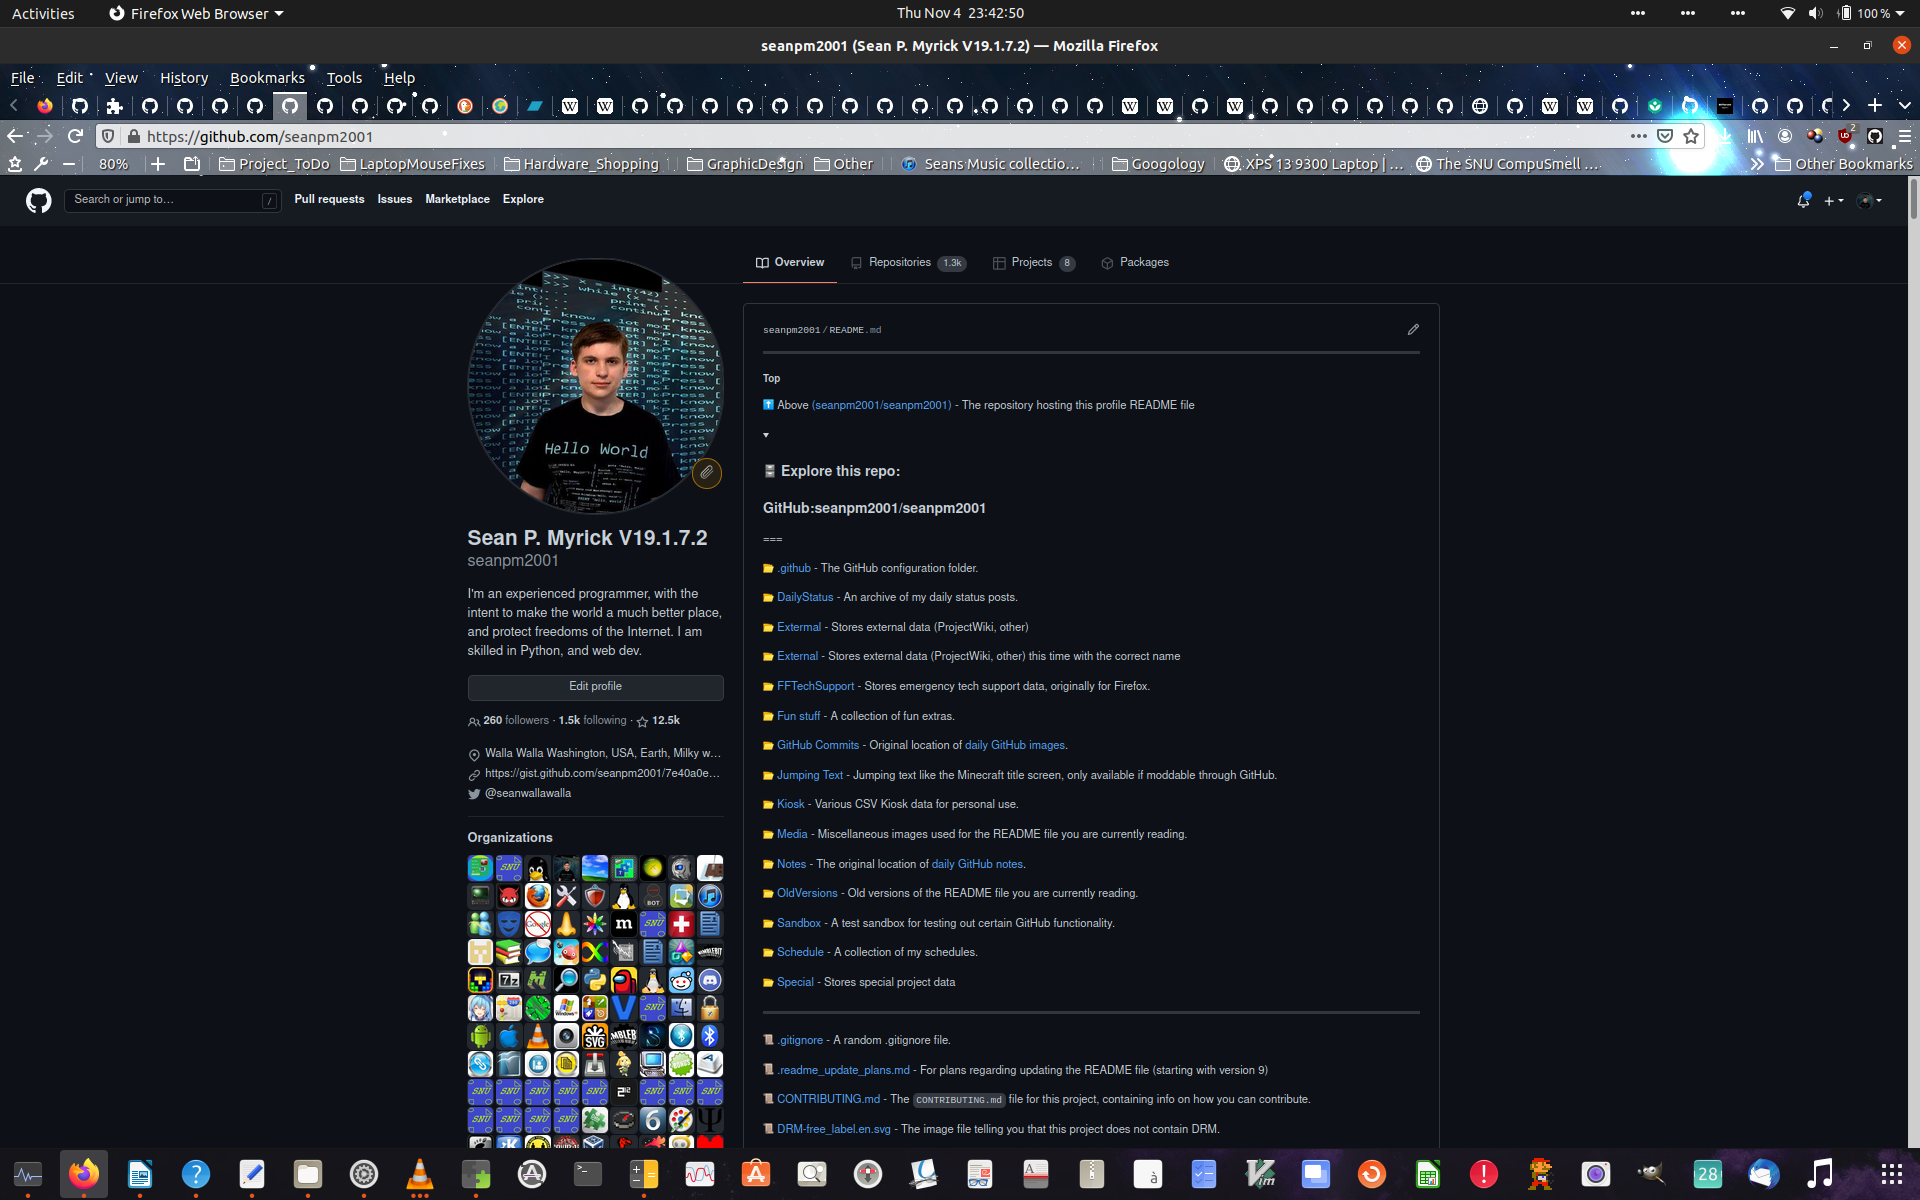 Activities
Firefox Web Browser
Thu Nov 4  23:42:50
100 %
seanpm2001 (Sean P. Myrick V19.1.7.2) — Mozilla Firefox
File Edit View History Bookmarks Tools Help
https://github.com/seanpm2001
2
80%
Project_ToDo
LaptopMouseFixes
Hardware_Shopping
GraphicDesign
Other
Seans Music collectio…
Googology
XPS 13 9300 Laptop | …
The SNU CompuSmell …
Other Bookmarks
Search or jump to…
/
Pull requests
Issues
Marketplace
Explore
Overview
Repositories 1.3k
Projects 8
Packages
Hello World
Sean P. Myrick V19.1.7.2
seanpm2001
I'm an experienced programmer, with the
intent to make the world a much better place,
and protect freedoms of the Internet. I am
skilled in Python, and web dev.
Edit profile
260 followers · 1.5k following · 12.5k
Walla Walla Washington, USA, Earth, Milky w…
https://gist.github.com/seanpm2001/7e40a0e…
@seanwallawalla
Organizations
seanpm2001/README.md
Top
Above (seanpm2001/seanpm2001) - The repository hosting this profile README file
Explore this repo:
GitHub:seanpm2001/seanpm2001
===
.github - The GitHub configuration folder.
DailyStatus - An archive of my daily status posts.
Extermal - Stores external data (ProjectWiki, other)
External - Stores external data (ProjectWiki, other) this time with the correct name
FFTechSupport - Stores emergency tech support data, originally for Firefox.
Fun stuff - A collection of fun extras.
GitHub Commits - Original location of daily GitHub images.
Jumping Text - Jumping text like the Minecraft title screen, only available if moddable through GitHub.
Kiosk - Various CSV Kiosk data for personal use.
Media - Miscellaneous images used for the README file you are currently reading.
Notes - The original location of daily GitHub notes.
OldVersions - Old versions of the README file you are currently reading.
Sandbox - A test sandbox for testing out certain GitHub functionality.
Schedule - A collection of my schedules.
Special - Stores special project data
.gitignore - A random .gitignore file.
.readme_update_plans.md - For plans regarding updating the README file (starting with version 9)
CONTRIBUTING.md - The CONTRIBUTING.md file for this project, containing info on how you can contribute.
DRM-free_label.en.svg - The image file telling you that this project does not contain DRM.
28